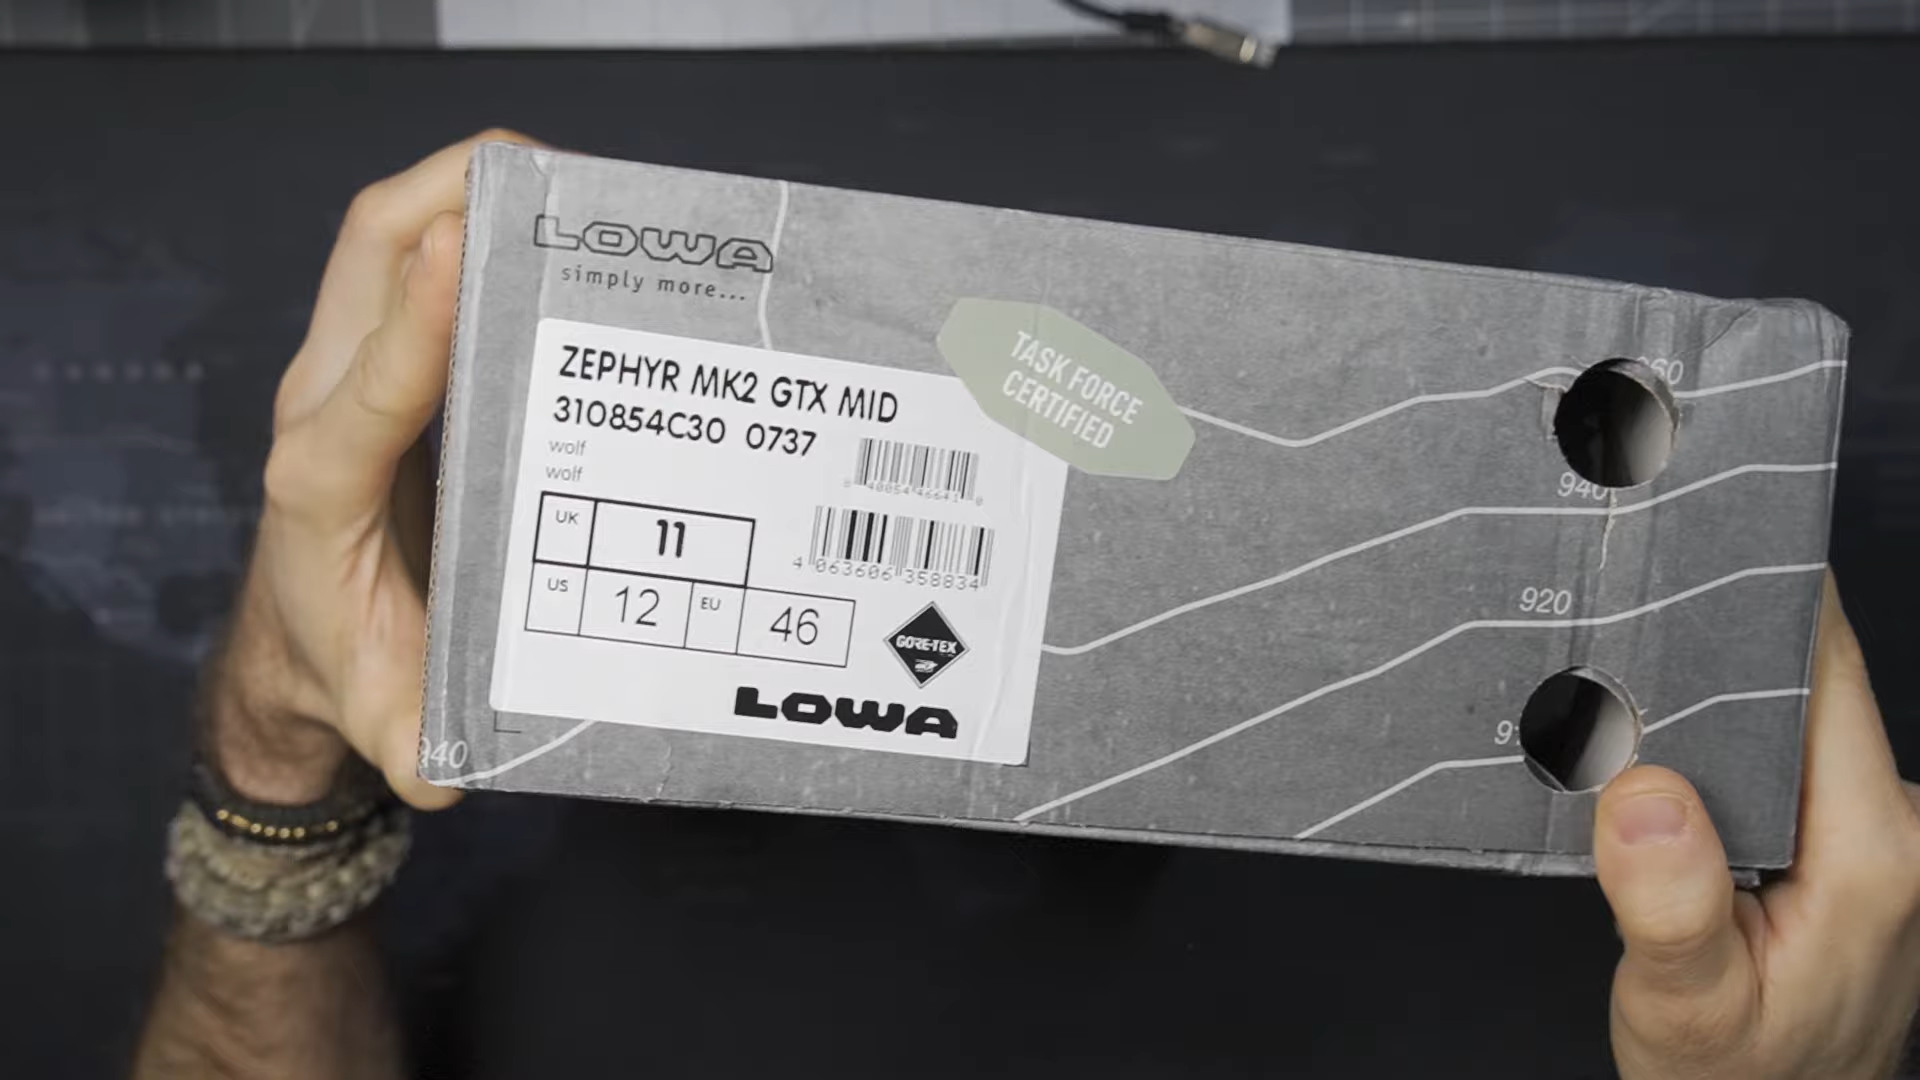 LOWA
simply more...
TASK FORCE
CERTIFIED
ZEPHYR MK2 GTX MID
310854C30 0737
wolf
wolf
UK 11
US 12 EU 46
4 063606 358834
GORE-TEX
LOWA
940
920
940